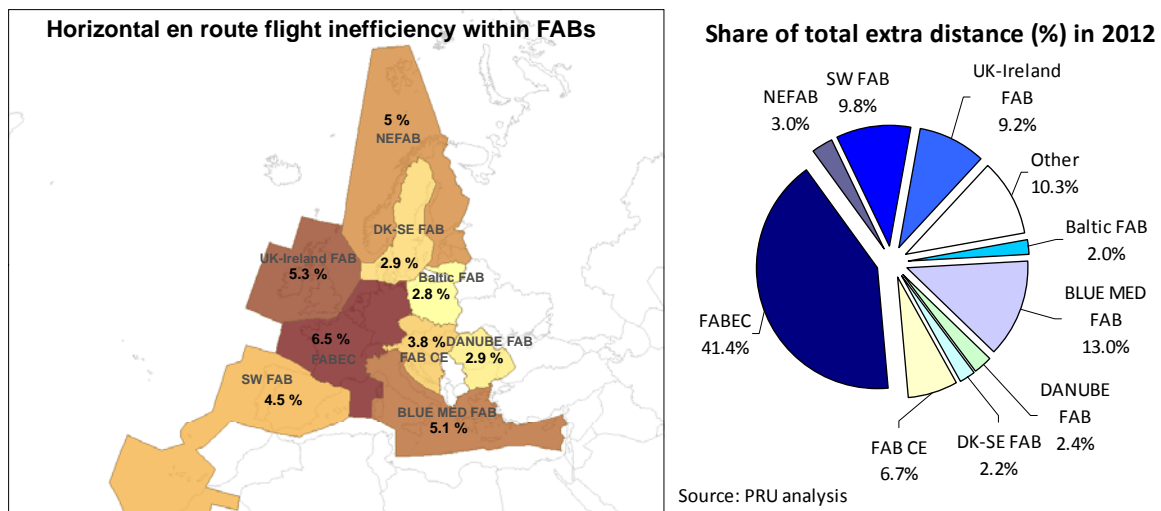 Horizontal en route flight inefficiency within FABs
5 %
NEFAB
DK-SE FAB
2.9 %
UK-Ireland FAB
5.3 %
Baltic FAB
2.8 %
6.5 %
FABEC
3.8 %
FAB CE
DANUBE FAB
2.9 %
SW FAB
4.5 %
BLUE MED FAB
5.1 %
Share of total extra distance (%) in 2012
NEFAB
3.0%
SW FAB
9.8%
UK-Ireland
FAB
9.2%
Other
10.3%
Baltic FAB
2.0%
BLUE MED
FAB
13.0%
DANUBE
FAB
2.4%
DK-SE FAB
2.2%
FAB CE
6.7%
FABEC
41.4%
Source: PRU analysis